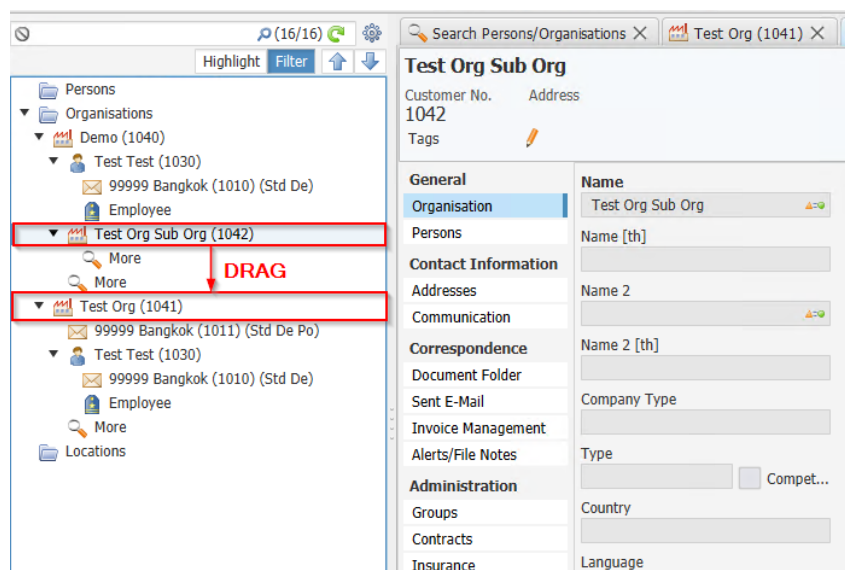 (16/16)
Highlight Filter
Persons
Organisations
Demo (1040)
Test Test (1030)
99999 Bangkok (1010) (Std De)
Employee
Test Org Sub Org (1042)
More
DRAG
More
Test Org (1041)
99999 Bangkok (1011) (Std De Po)
Test Test (1030)
99999 Bangkok (1010) (Std De)
Employee
More
Locations
Search Persons/Organisations
Test Org (1041)
Test Org Sub Org
Customer No. Address
1042
Tags
General
Organisation
Persons
Contact Information
Addresses
Communication
Correspondence
Document Folder
Sent E-Mail
Invoice Management
Alerts/File Notes
Administration
Groups
Contracts
Insurance
Name
Test Org Sub Org
Name [th]
Name 2
Name 2 [th]
Company Type
Type
Compet...
Country
Language